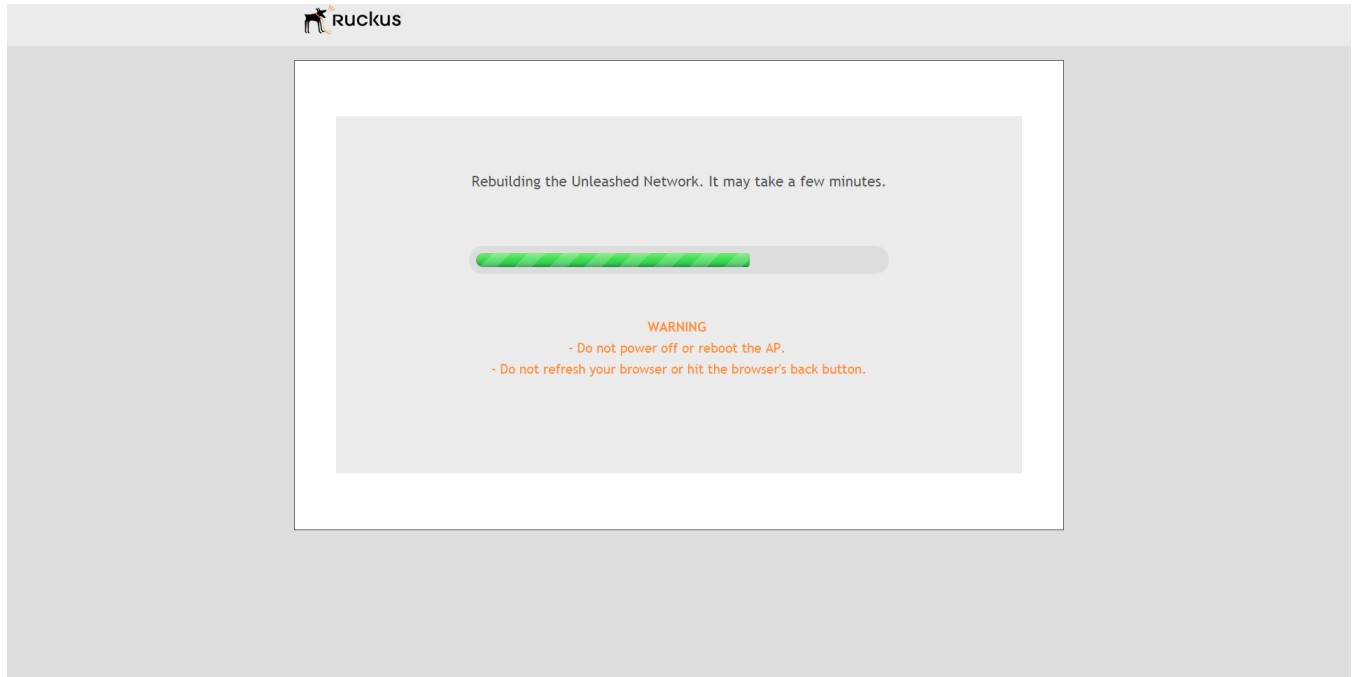 Ruckus
Rebuilding the Unleashed Network. It may take a few minutes.
WARNING
- Do not power off or reboot the AP.
- Do not refresh your browser or hit the browser's back button.